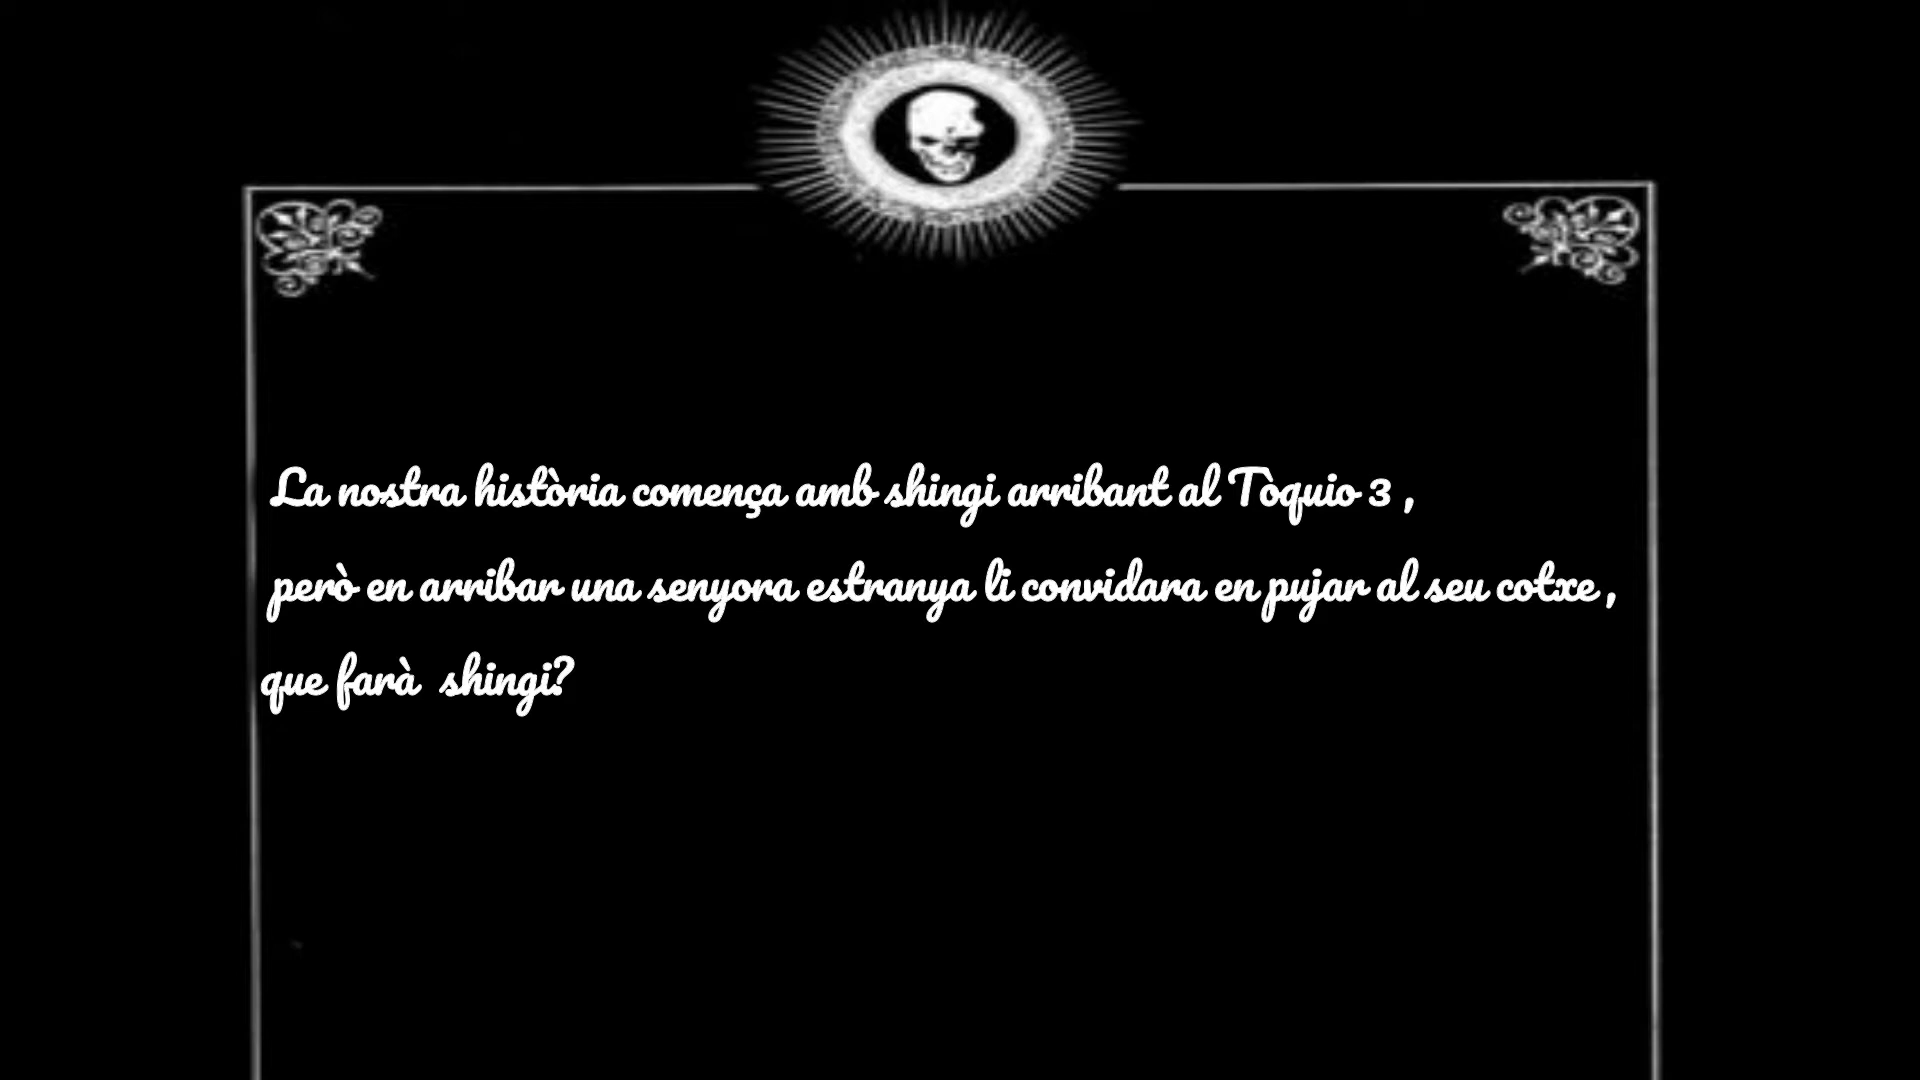 La nostra història comença amb shingi arribant al Tòquio 3 ,
però en arribar una senyora estranya li convidara en pujar al seu cotxe ,
que farà shingi?